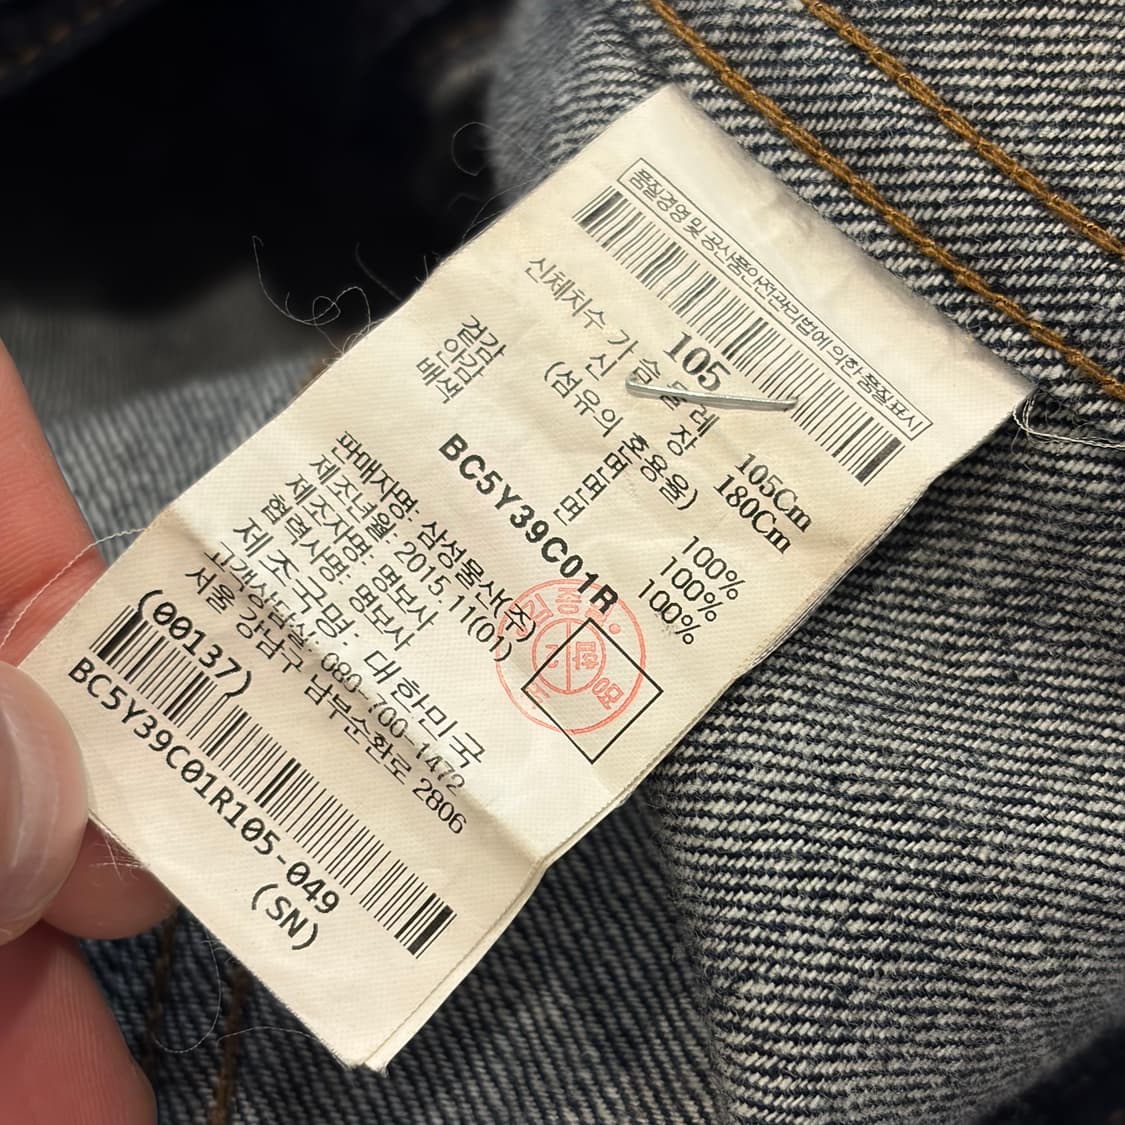 품질경영 및 공산품안전관리법에 의한 품질표시
105
신체치수 가슴둘레 105Cm
신 장 180Cm
(섬유의 혼용율)
겉감 면 100%
안감 면 100%
배색 면 100%
BC5Y39C01R
판매자명: 삼성물산(주)
제조년월: 2015.11(01)
제조자명: 명보사
협력사명: 명보사
제조국명: 대한민국
고객상담실: 080-700-1472
서울 강남구 남부순환로 2806
(00137)
BC5Y39C01R105-049
(SN)